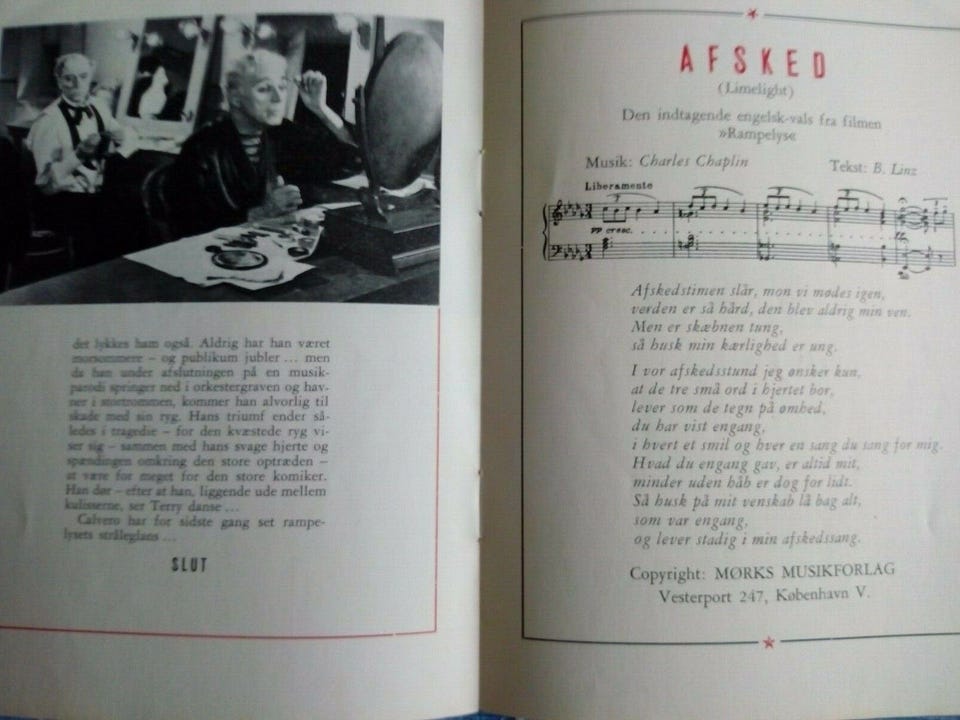 det lykkes ham også. Aldrig har han været
morsommere – og publikum jubler ... men
da han under afslutningen på en musik-
parodi springer ned i orkestergraven og hav-
ner i stortrommen, kommer han alvorlig til
skade med sin ryg. Hans triumf ender så-
ledes i tragedie – for den kvæstede ryg vi-
ser sig – sammen med hans svage hjerte og
spændingen omkring den store optræden –
at være for meget for den store komiker.
Han dør – efter at han, liggende ude mellem
kulisserne, ser Terry danse ...
Calvero har for sidste gang set rampe-
lysets stråleglans ...
SLUT
AFSKED
(Limelight)
Den indtagende engelsk-vals fra filmen
»Rampelys«
Musik: Charles Chaplin
Tekst: B. Linz
Liberamente
3 3 3 3 3
pp cresc.
Afskedstimen slår, mon vi mødes igen,
verden er så hård, den blev aldrig min ven.
Men er skæbnen tung,
så husk min kærlighed er ung.
I vor afskedsstund jeg ønsker kun,
at de tre små ord i hjertet bor,
lever som de tegn på ømhed,
du har vist engang,
i hvert et smil og hver en sang du sang for mig.
Hvad du engang gav, er altid mit,
minder uden håb er dog for lidt.
Så husk på mit venskab lå bag alt,
som var engang,
og lever stadig i min afskedssang.
Copyright: MØRKS MUSIKFORLAG
Vesterport 247, København V.